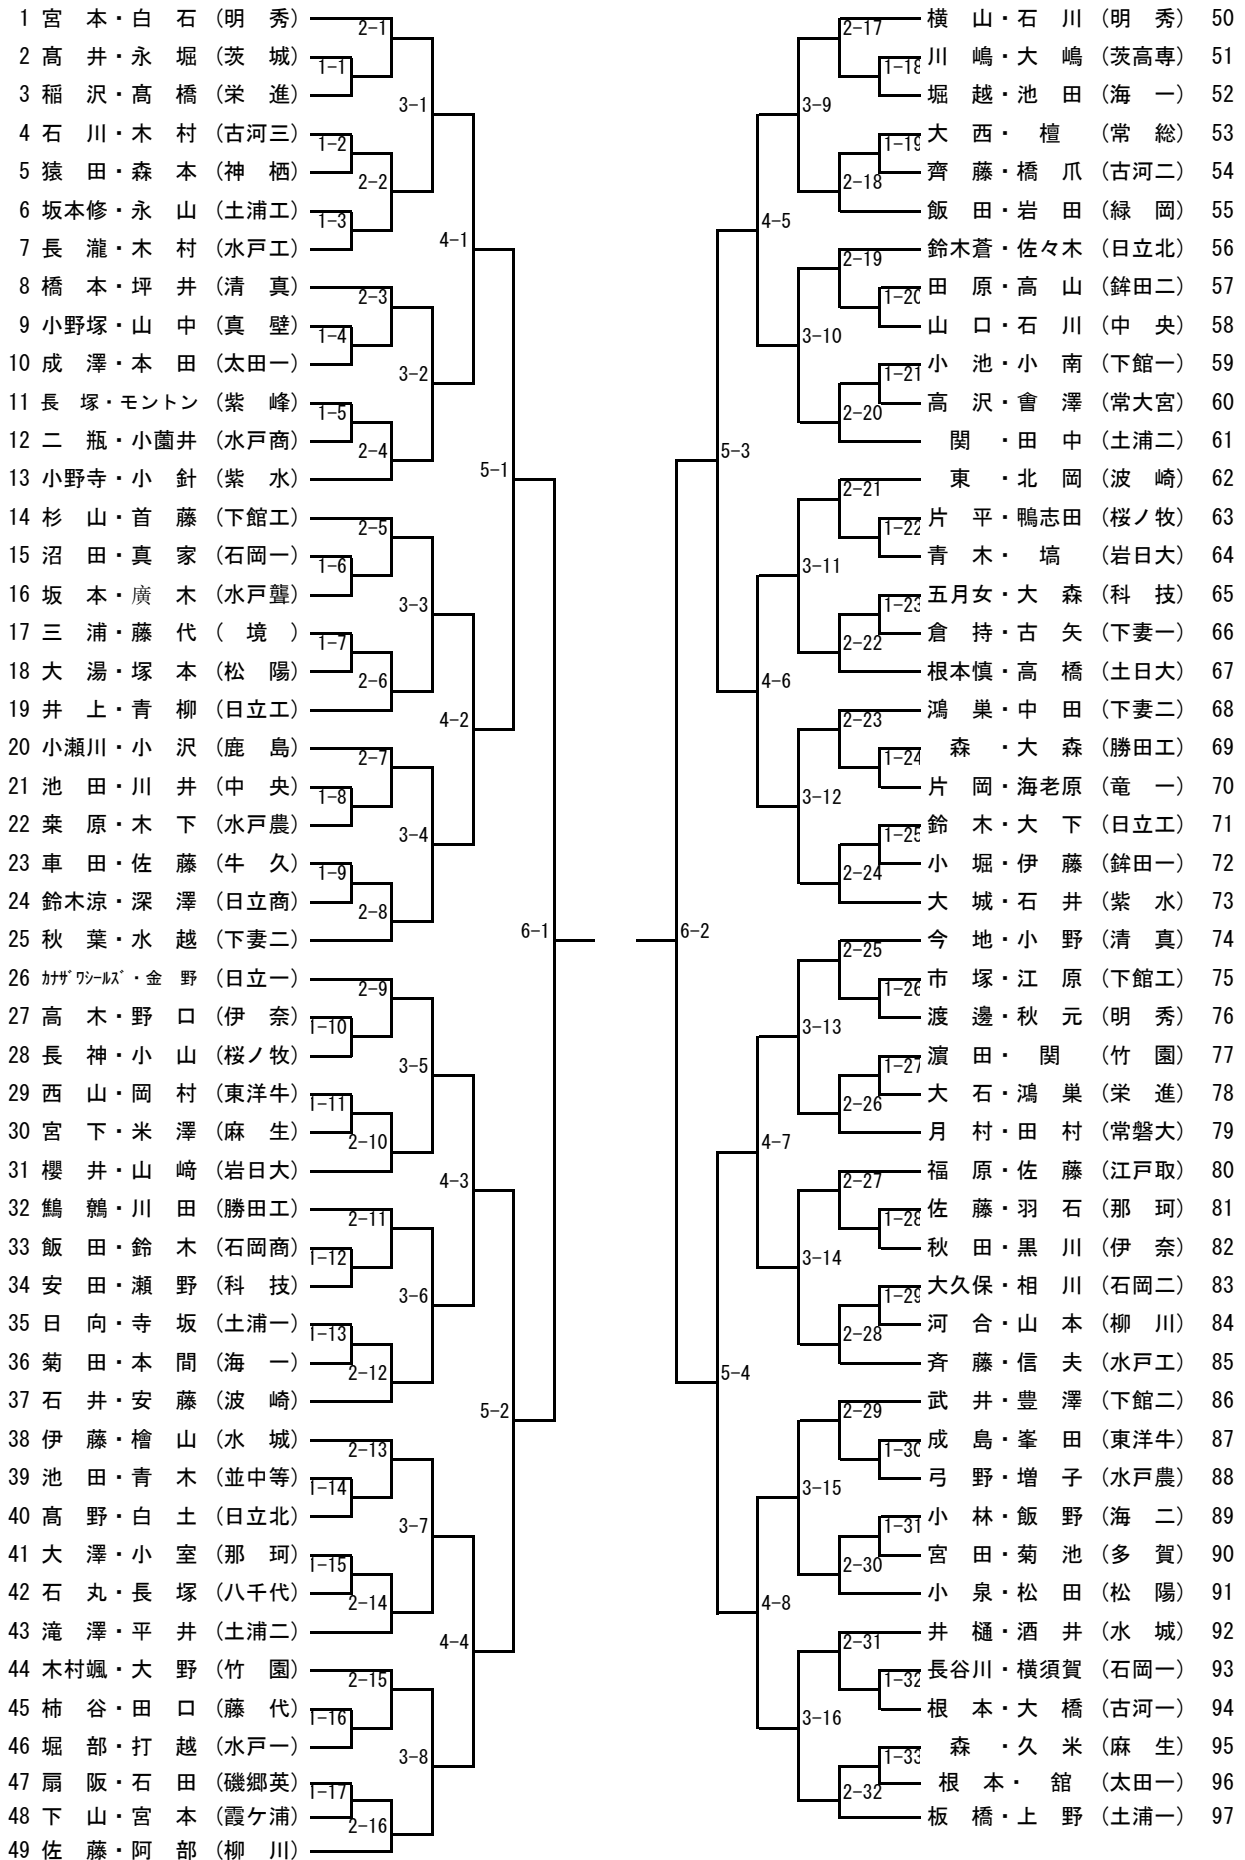 1 宮 本・白 石 (明 秀)
2-1
2 髙 井・永 堀 (茨 城)
1-1
3 稲 沢・髙 橋 (栄 進)
3-1
4 石 川・木 村 (古河三)
1-2
5 猿 田・森 本 (神 栖)
2-2
6 坂本修・永 山 (土浦工)
1-3
7 長 瀧・木 村 (水戸工)
4-1
8 橋 本・坪 井 (清 真)
2-3
9 小野塚・山 中 (真 壁)
1-4
10 成 澤・本 田 (太田一)
3-2
11 長 塚・モントン (紫 峰)
1-5
12 二 瓶・小薗井 (水戸商)
2-4
13 小野寺・小 針 (紫 水)
5-1
14 杉 山・首 藤 (下館工)
2-5
15 沼 田・真 家 (石岡一)
1-6
16 坂 本・廣 木 (水戸聾)
3-3
17 三 浦・藤 代 ( 境 )
1-7
18 大 湯・塚 本 (松 陽)
2-6
19 井 上・青 柳 (日立工)
4-2
20 小瀬川・小 沢 (鹿 島)
2-7
21 池 田・川 井 (中 央)
1-8
22 桒 原・木 下 (水戸農)
3-4
23 車 田・佐 藤 (牛 久)
1-9
24 鈴木涼・深 澤 (日立商)
2-8
25 秋 葉・水 越 (下妻二)
6-1
26 ｶﾅｻﾞﾜｼｰﾙｽﾞ・金 野 (日立一)
2-9
27 高 木・野 口 (伊 奈)
1-10
28 長 神・小 山 (桜ノ牧)
3-5
29 西 山・岡 村 (東洋牛)
1-11
30 宮 下・米 澤 (麻 生)
2-10
31 櫻 井・山 﨑 (岩日大)
4-3
32 鷠 鶴・川 田 (勝田工)
2-11
33 飯 田・鈴 木 (石岡商)
1-12
34 安 田・瀬 野 (科 技)
3-6
35 日 向・寺 坂 (土浦一)
1-13
36 菊 田・本 間 (海 一)
2-12
37 石 井・安 藤 (波 崎)
5-2
38 伊 藤・檜 山 (水 城)
2-13
39 池 田・青 木 (並中等)
1-14
40 髙 野・白 土 (日立北)
3-7
41 大 澤・小 室 (那 珂)
1-15
42 石 丸・長 塚 (八千代)
2-14
43 滝 澤・平 井 (土浦二)
4-4
44 木村颯・大 野 (竹 園)
2-15
45 柿 谷・田 口 (藤 代)
1-16
46 堀 部・打 越 (水戸一)
3-8
47 扇 阪・石 田 (磯郷英)
1-17
48 下 山・宮 本 (霞ケ浦)
2-16
49 佐 藤・阿 部 (柳 川)
2-17
横 山・石 川 (明 秀) 50
1-18
川 嶋・大 嶋 (茨高専) 51
堀 越・池 田 (海 一) 52
3-9
1-19
大 西・ 檀 (常 総) 53
齊 藤・橋 爪 (古河二) 54
2-18
飯 田・岩 田 (緑 岡) 55
4-5
2-19
鈴木蒼・佐々木 (日立北) 56
1-20
田 原・高 山 (鉾田二) 57
山 口・石 川 (中 央) 58
3-10
1-21
小 池・小 南 (下館一) 59
高 沢・會 澤 (常大宮) 60
2-20
関 ・田 中 (土浦二) 61
5-3
2-21
東 ・北 岡 (波 崎) 62
1-22
片 平・鴨志田 (桜ノ牧) 63
青 木・ 塙 (岩日大) 64
3-11
1-23
五月女・大 森 (科 技) 65
倉 持・古 矢 (下妻一) 66
2-22
根本慎・高 橋 (土日大) 67
4-6
2-23
鴻 巣・中 田 (下妻二) 68
1-24
森 ・大 森 (勝田工) 69
片 岡・海老原 (竜 一) 70
3-12
1-25
鈴 木・大 下 (日立工) 71
小 堀・伊 藤 (鉾田一) 72
2-24
大 城・石 井 (紫 水) 73
6-2
2-25
今 地・小 野 (清 真) 74
1-26
市 塚・江 原 (下館工) 75
渡 邊・秋 元 (明 秀) 76
3-13
1-27
濵 田・ 関 (竹 園) 77
大 石・鴻 巣 (栄 進) 78
2-26
月 村・田 村 (常磐大) 79
4-7
2-27
福 原・佐 藤 (江戸取) 80
1-28
佐 藤・羽 石 (那 珂) 81
秋 田・黒 川 (伊 奈) 82
3-14
1-29
大久保・相 川 (石岡二) 83
河 合・山 本 (柳 川) 84
2-28
斉 藤・信 夫 (水戸工) 85
5-4
2-29
武 井・豊 澤 (下館二) 86
1-30
成 島・峯 田 (東洋牛) 87
弓 野・増 子 (水戸農) 88
3-15
1-31
小 林・飯 野 (海 二) 89
宮 田・菊 池 (多 賀) 90
2-30
小 泉・松 田 (松 陽) 91
4-8
2-31
井 樋・酒 井 (水 城) 92
1-32
長谷川・横須賀 (石岡一) 93
根 本・大 橋 (古河一) 94
3-16
1-33
森 ・久 米 (麻 生) 95
根 本・ 舘 (太田一) 96
2-32
板 橋・上 野 (土浦一) 97